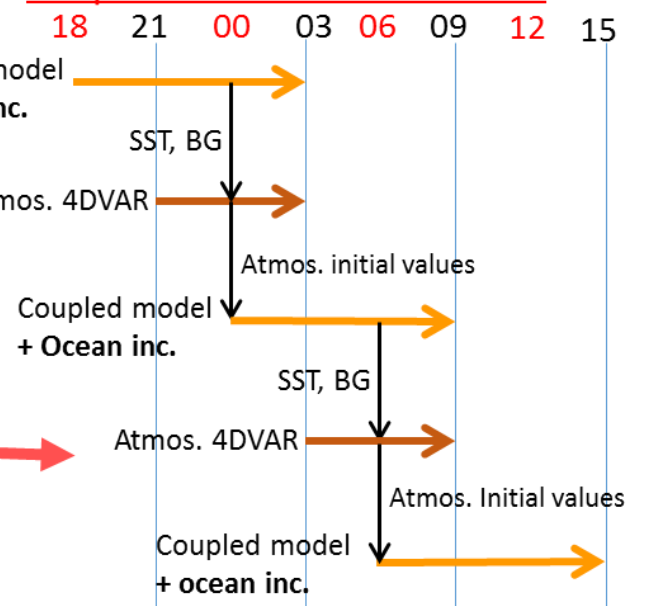 18 21 00 03 06 09 12 15
model
nc.
SST, BG
mos. 4DVAR
Atmos. initial values
Coupled model
+ Ocean inc.
SST, BG
Atmos. 4DVAR
Atmos. Initial values
Coupled model
+ ocean inc.